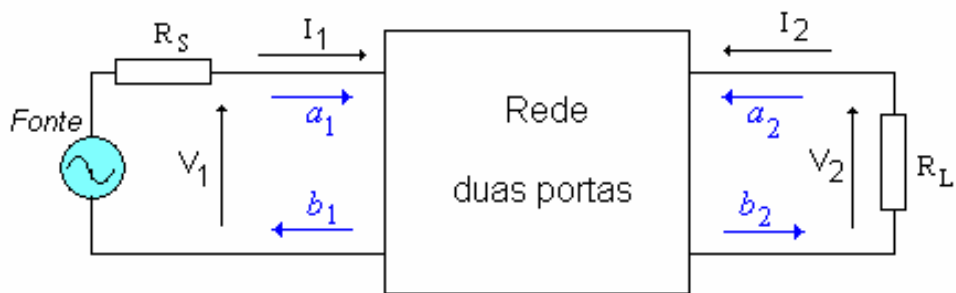 R_S
I_1
I_2
Fonte
V_1
a_1
b_1
Rede
duas portas
a_2
b_2
V_2
R_L